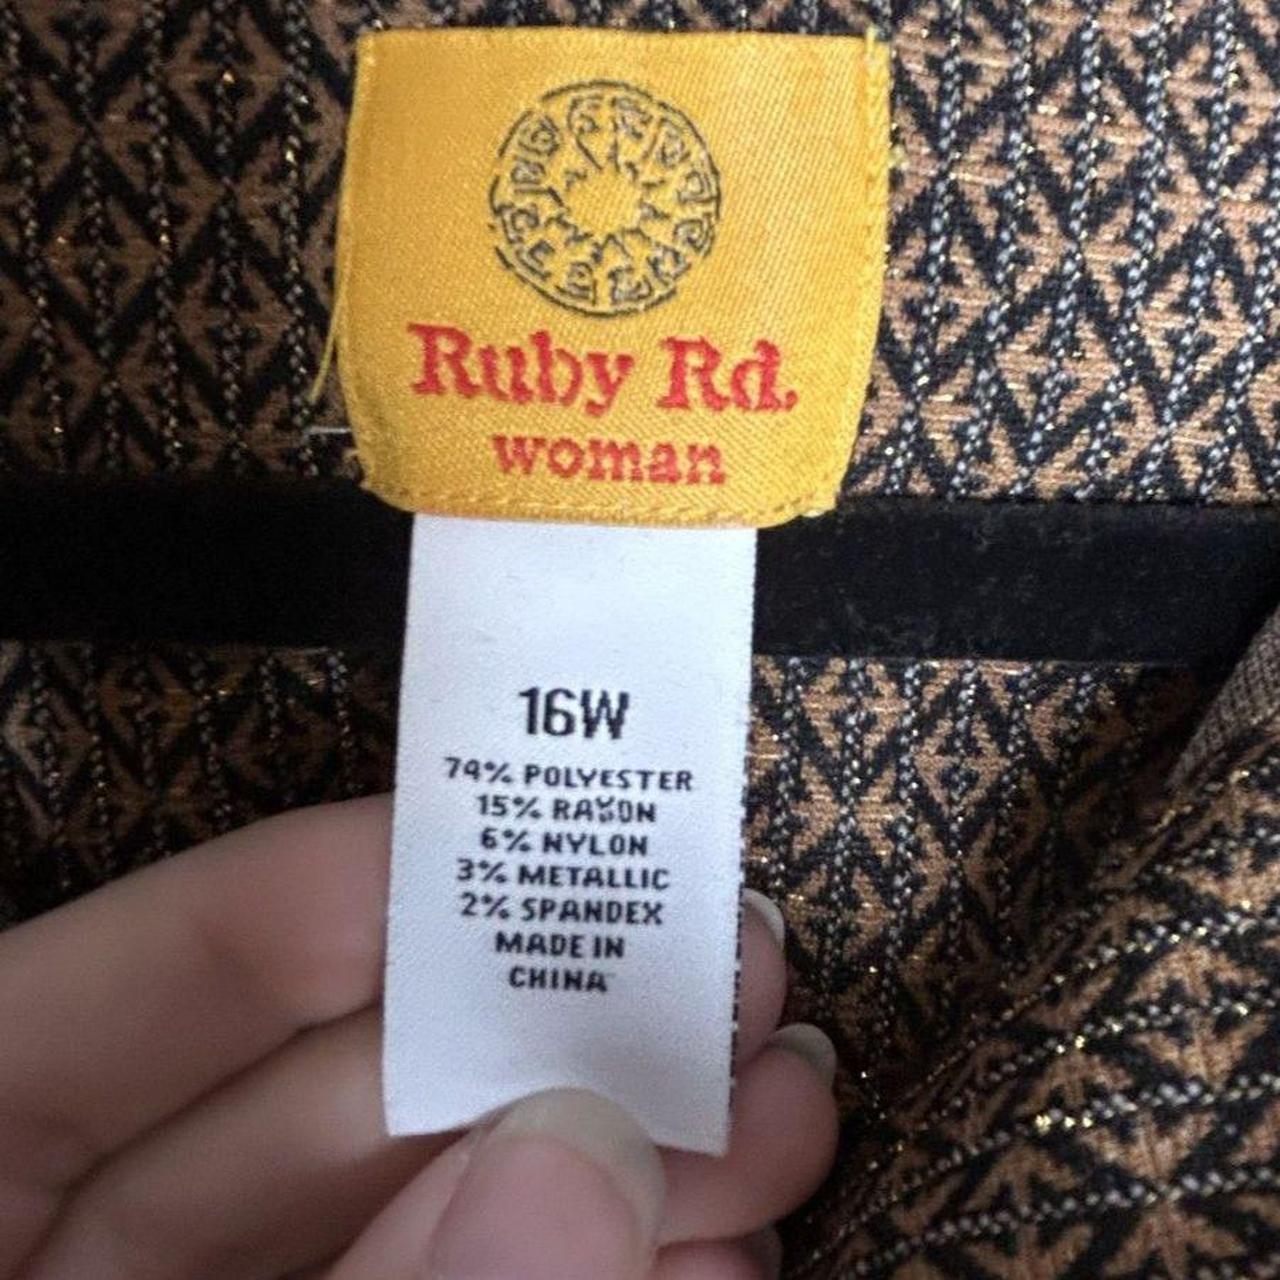 Ruby Rd.
woman
16W
74% POLYESTER
15% RAYON
6% NYLON
3% METALLIC
2% SPANDEX
MADE IN
CHINA